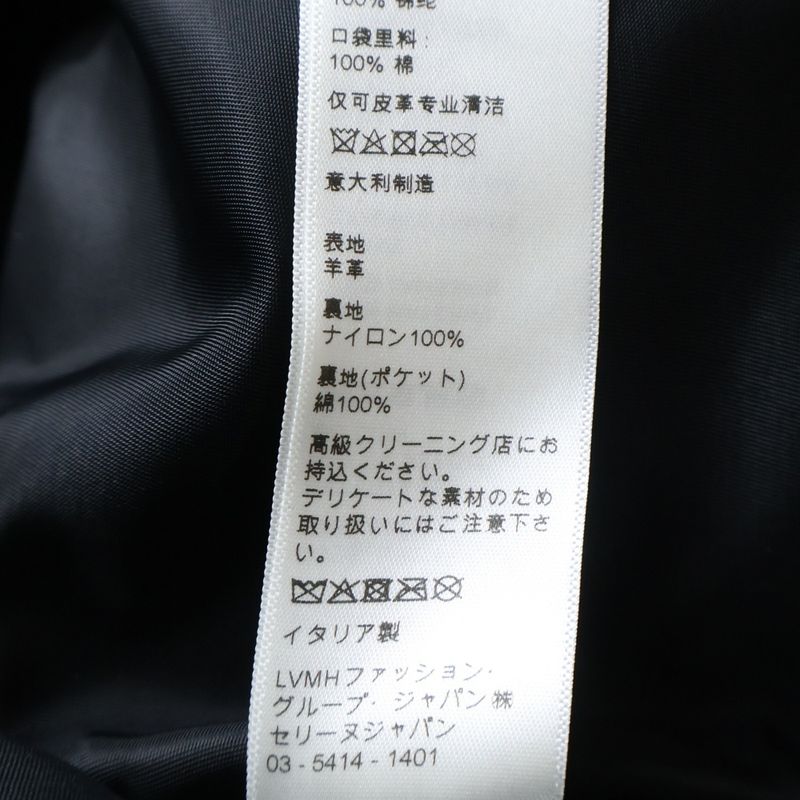 100% 锦纶
口袋里料：
100% 棉
仅可皮革专业清洁
意大利制造
表地
羊革
裏地
ナイロン100%
裏地(ポケット)
綿100%
高級クリーニング店にお
持込ください。
デリケートな素材のため
取り扱いにはご注意下さ
い。
イタリア製
LVMHファッション·
グループ·ジャパン㈱
セリーヌジャパン
03 - 5414 - 1401